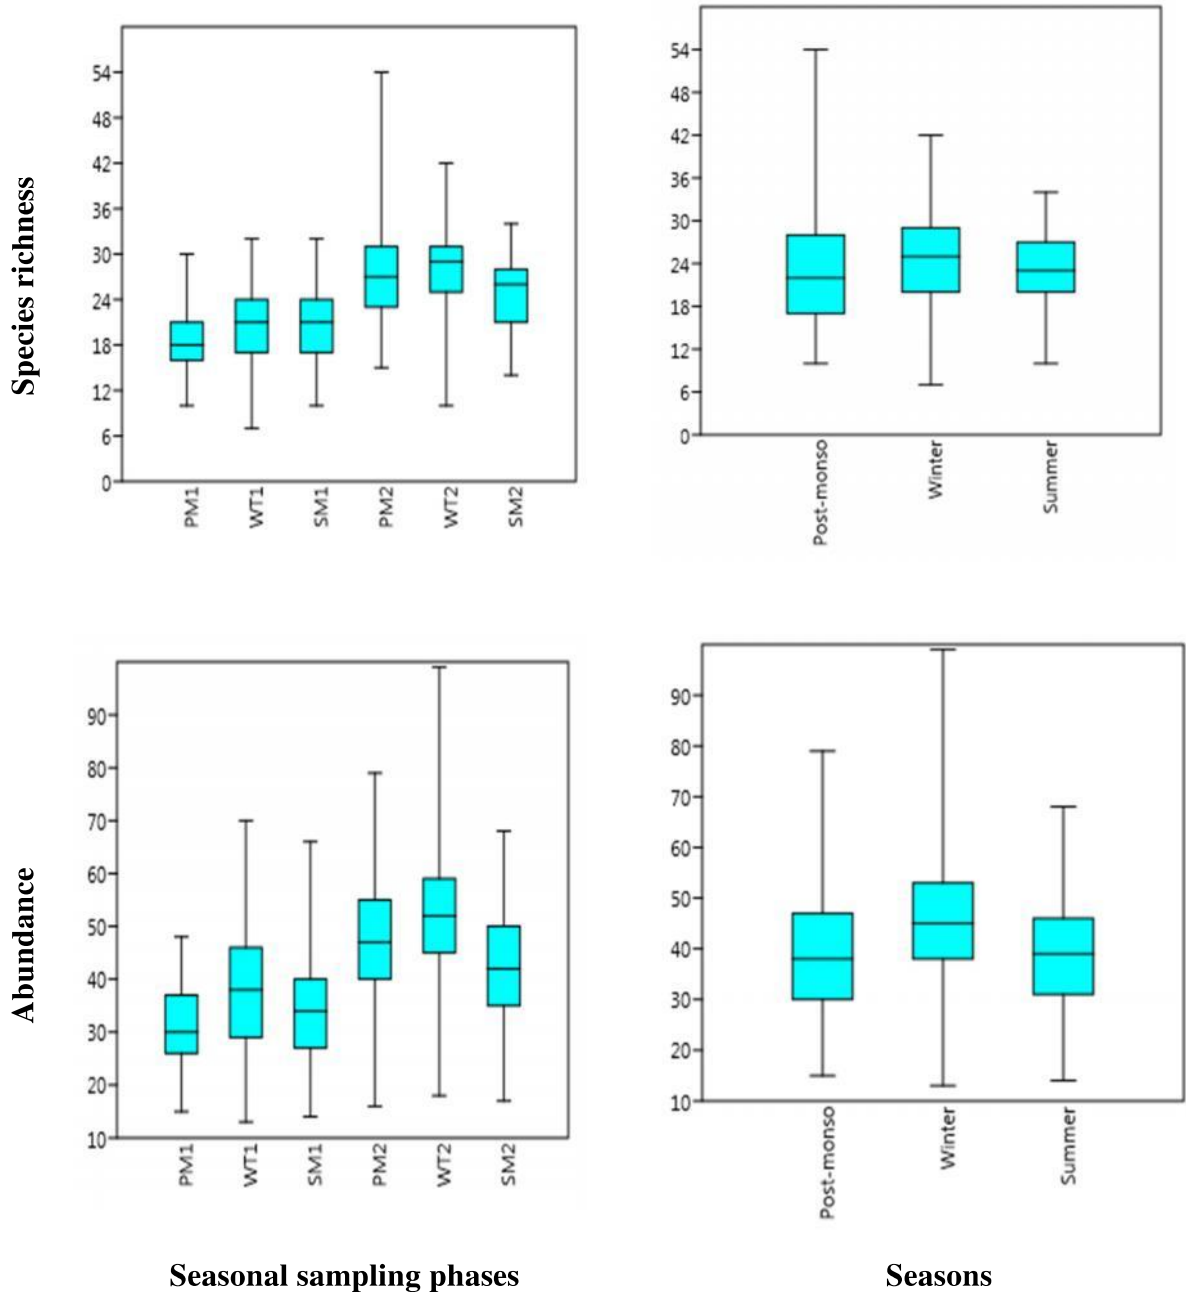 Species richness
54
48
42
36
30
24
18
12
6
0
PM1
WT1
SM1
PM2
WT2
SM2
54
48
42
36
30
24
18
12
6
0
Post-monso
Winter
Summer
Abundance
90
80
70
60
50
40
30
20
10
PM1
WT1
SM1
PM2
WT2
SM2
90
80
70
60
50
40
30
20
10
Post-monso
Winter
Summer
Seasonal sampling phases
Seasons